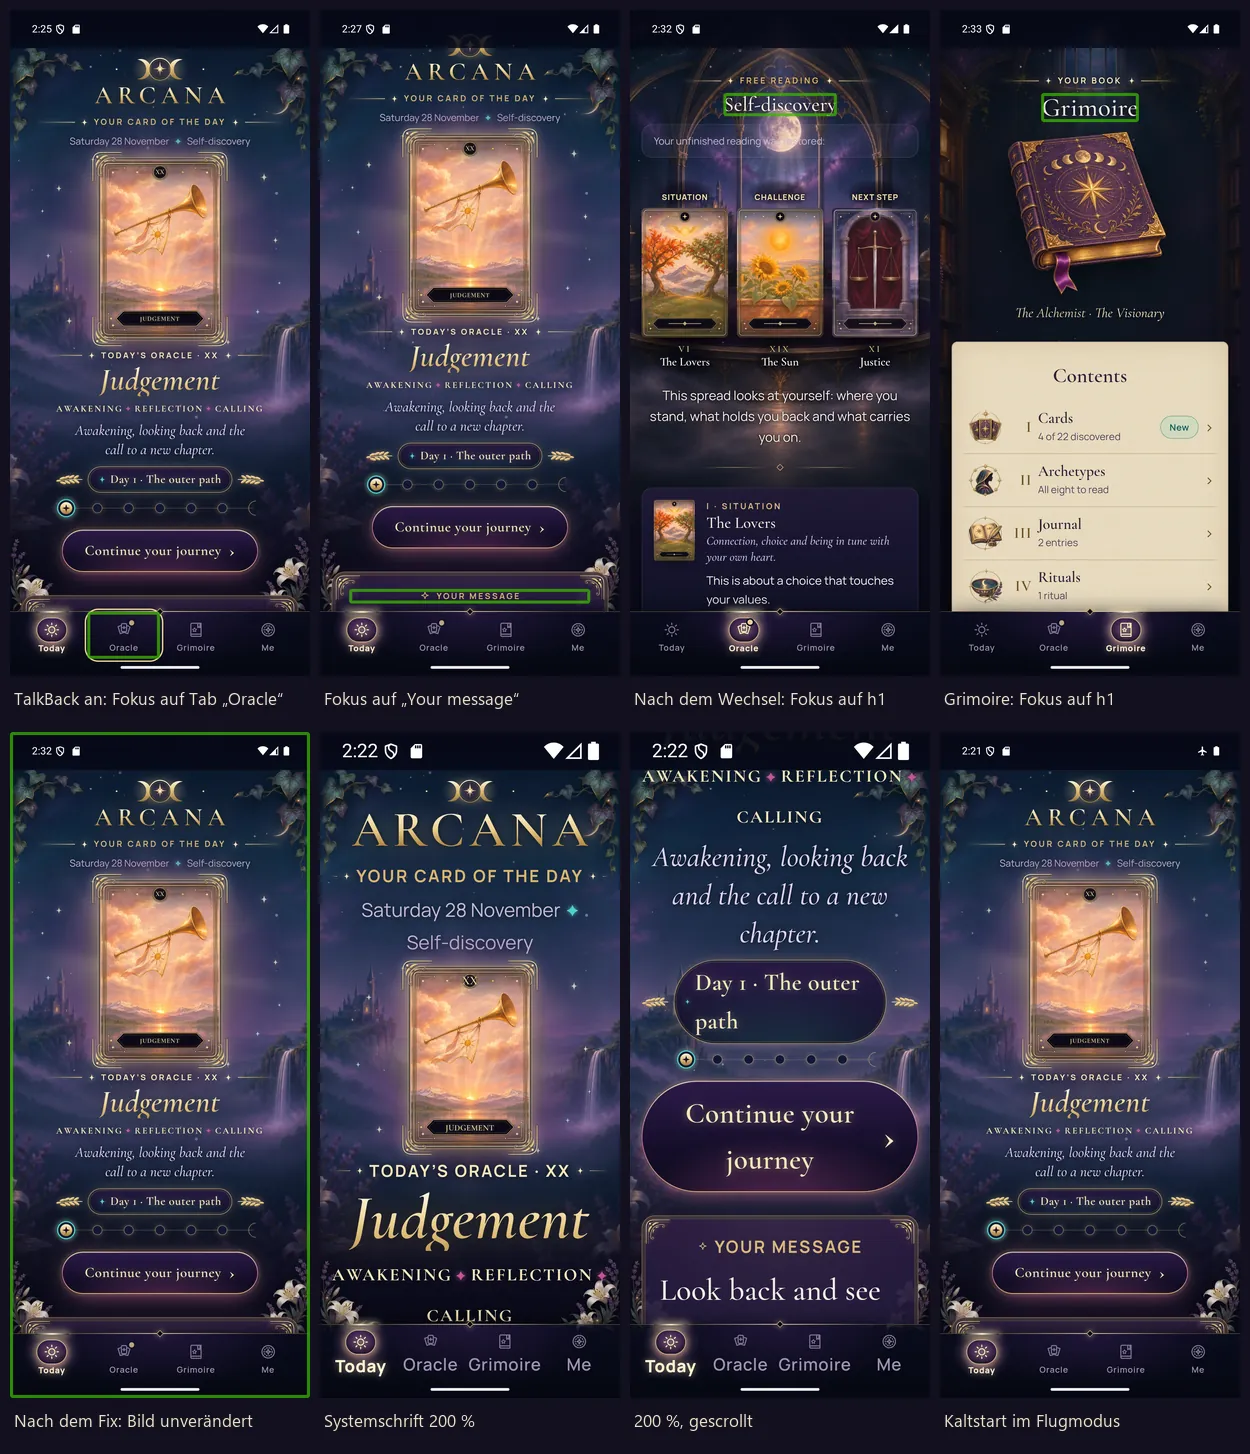 2:25
ARCANA
YOUR CARD OF THE DAY
Saturday 28 November ✦ Self-discovery
XX
JUDGEMENT
TODAY'S ORACLE · XX
Judgement
AWAKENING ✦ REFLECTION ✦ CALLING
Awakening, looking back and the
call to a new chapter.
Day 1 · The outer path
Continue your journey ›
Today Oracle Grimoire Me
TalkBack an: Fokus auf Tab „Oracle“
2:27
ARCANA
YOUR CARD OF THE DAY
Saturday 28 November ✦ Self-discovery
XX
JUDGEMENT
TODAY'S ORACLE · XX
Judgement
AWAKENING ✦ REFLECTION ✦ CALLING
Awakening, looking back and the
call to a new chapter.
Day 1 · The outer path
Continue your journey ›
YOUR MESSAGE
Today Oracle Grimoire Me
Fokus auf „Your message“
2:32
FREE READING
Self-discovery
Your unfinished reading
SITUATION CHALLENGE NEXT STEP
VI XIX XI
The Lovers The Sun Justice
This spread looks at yourself: where you
stand, what holds you back and what carries
you on.
I · SITUATION
The Lovers
Connection, choice and being in tune with
your own heart.
This is about a choice that touches
your values.
Today Oracle Grimoire Me
Nach dem Wechsel: Fokus auf h1
2:33
YOUR BOOK
Grimoire
The Alchemist · The Visionary
Contents
I Cards
4 of 22 discovered
New ›
II Archetypes
All eight to read
III Journal
2 entries
IV Rituals
1 ritual
Today Oracle Grimoire Me
Grimoire: Fokus auf h1
2:32
ARCANA
YOUR CARD OF THE DAY
Saturday 28 November ✦ Self-discovery
XX
JUDGEMENT
TODAY'S ORACLE · XX
Judgement
AWAKENING ✦ REFLECTION ✦ CALLING
Awakening, looking back and the
call to a new chapter.
Day 1 · The outer path
Continue your journey ›
Today Oracle Grimoire Me
Nach dem Fix: Bild unverändert
2:22
ARCANA
YOUR CARD OF THE DAY
Saturday 28 November ✦
Self-discovery
XX
JUDGEMENT
TODAY'S ORACLE · XX
Judgement
AWAKENING ✦ REFLECTION ✦
CALLING
Today Oracle Grimoire Me
Systemschrift 200 %
2:22
AWAKENING ✦ REFLECTION ✦
CALLING
Awakening, looking back
and the call to a new
chapter.
Day 1 · The outer
path
Continue your
journey ›
YOUR MESSAGE
Look back and see
Today Oracle Grimoire Me
200 %, gescrollt
2:21
ARCANA
YOUR CARD OF THE DAY
Saturday 28 November ✦ Self-discovery
XX
JUDGEMENT
TODAY'S ORACLE · XX
Judgement
AWAKENING ✦ REFLECTION ✦ CALLING
Awakening, looking back and the
call to a new chapter.
Day 1 · The outer path
Continue your journey ›
Today Oracle Grimoire Me
Kaltstart im Flugmodus